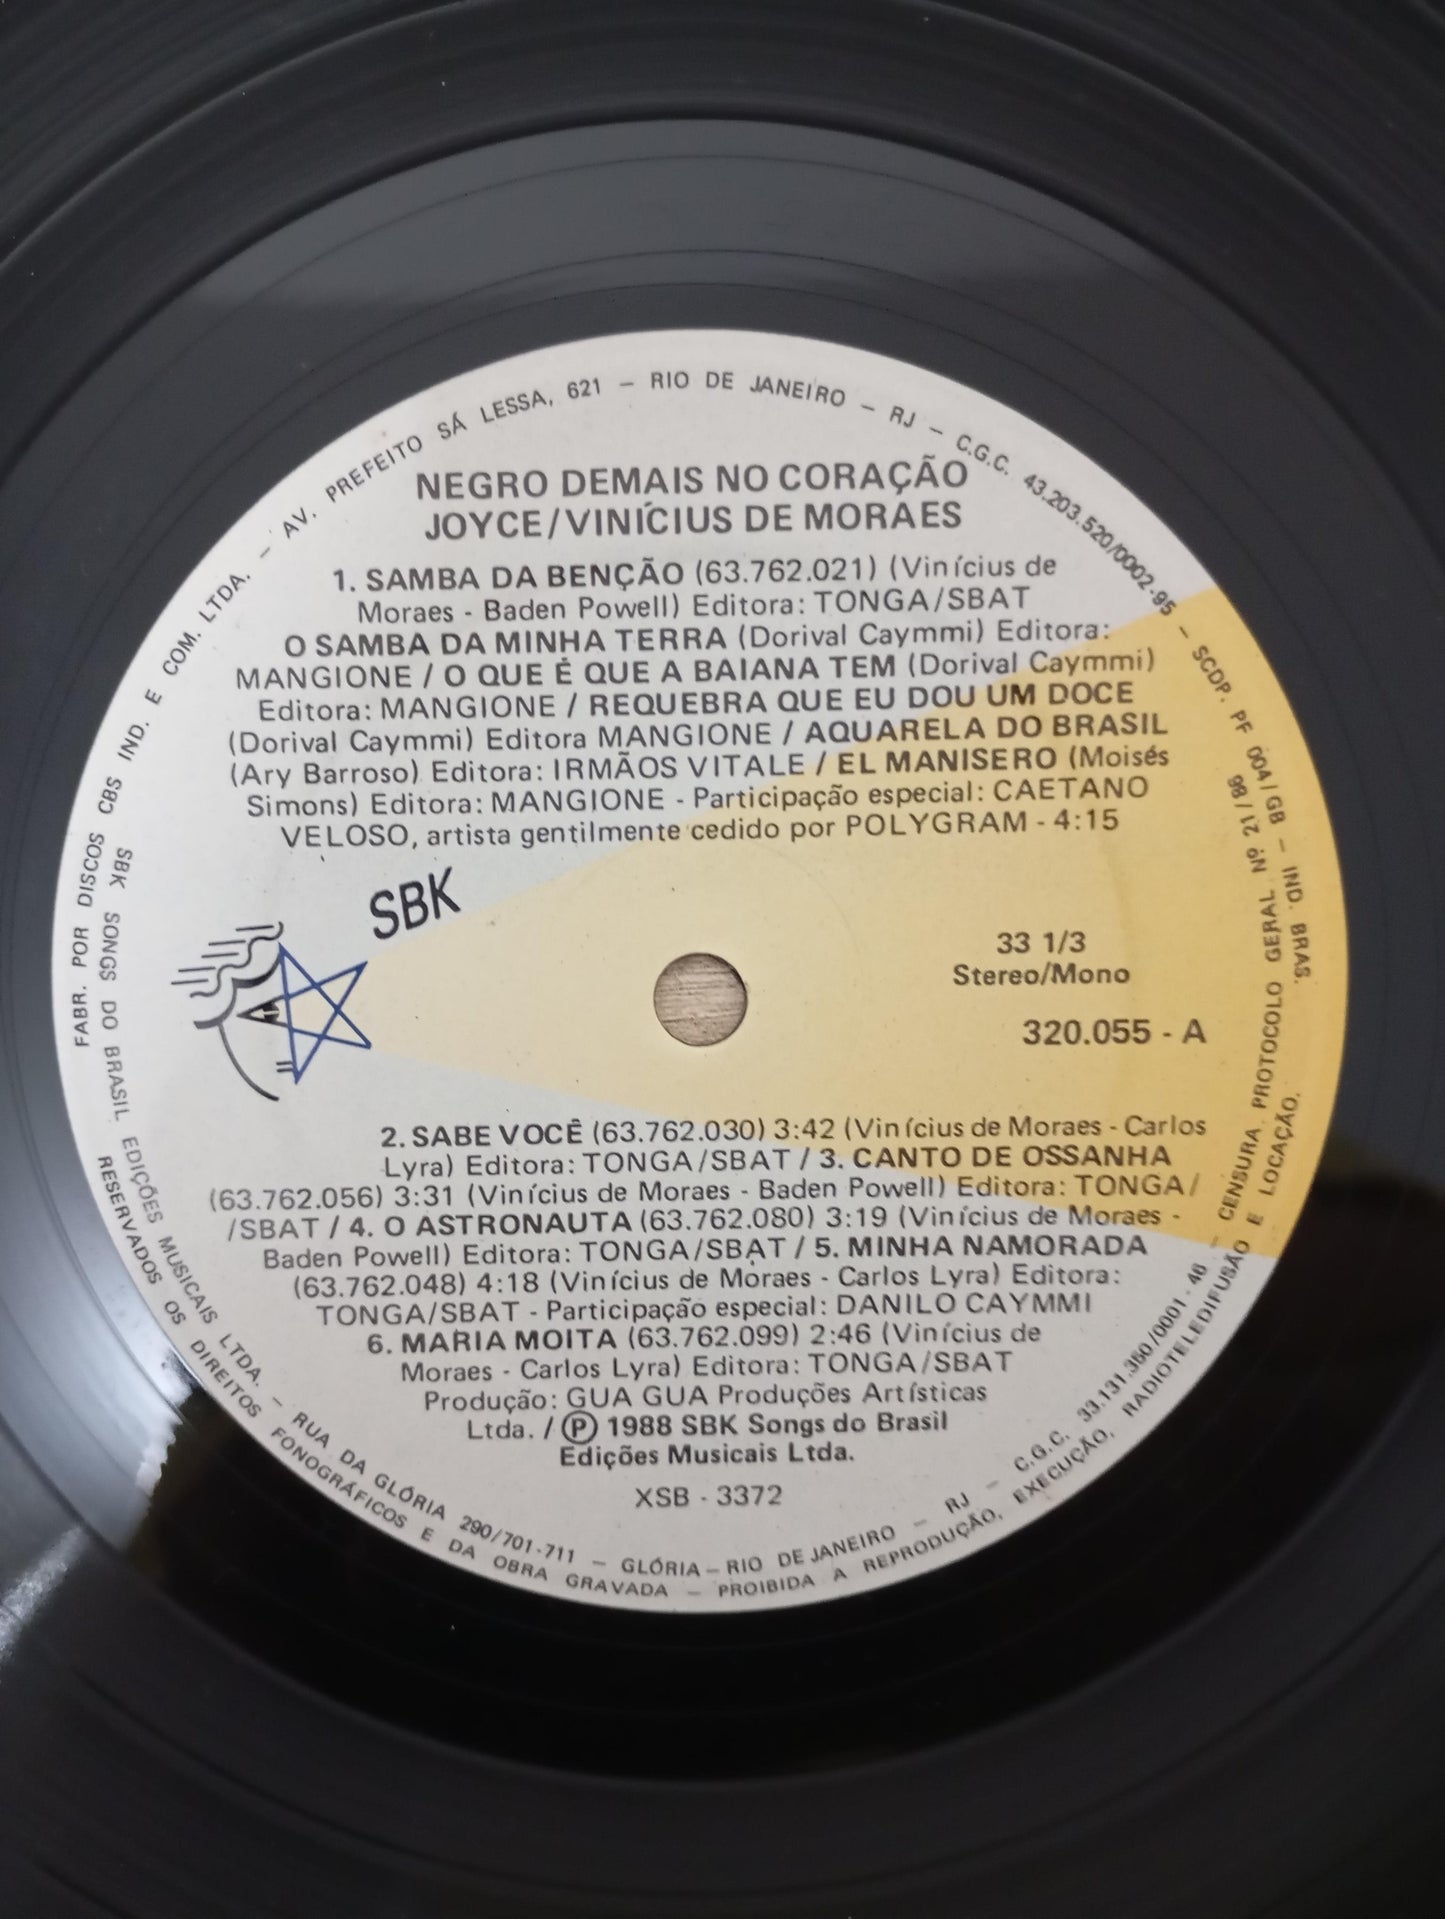 FABR. POR DISCOS CBS IND. E COM. LTDA. - AV. PREFEITO SÁ LESSA, 621 - RIO DE JANEIRO - RJ - C.G.C. 43.203.520/0002-95 - SCDP. PF 004/GB - IND. BRAS.
NEGRO DEMAIS NO CORAÇÃO
JOYCE/VINÍCIUS DE MORAES
1. SAMBA DA BENÇÃO (63.762.021) (Vinícius de
Moraes - Baden Powell) Editora: TONGA/SBAT
O SAMBA DA MINHA TERRA (Dorival Caymmi) Editora:
MANGIONE / O QUE É QUE A BAIANA TEM (Dorival Caymmi)
Editora: MANGIONE / REQUEBRA QUE EU DOU UM DOCE
(Dorival Caymmi) Editora MANGIONE / AQUARELA DO BRASIL
(Ary Barroso) Editora: IRMÃOS VITALE / EL MANISERO (Moisés
Simons) Editora: MANGIONE - Participação especial: CAETANO
VELOSO, artista gentilmente cedido por POLYGRAM - 4:15
SBK
33 1/3
Stereo/Mono
320.055 - A
2. SABE VOCÊ (63.762.030) 3:42 (Vinícius de Moraes - Carlos
Lyra) Editora: TONGA/SBAT / 3. CANTO DE OSSANHA
(63.762.056) 3:31 (Vinícius de Moraes - Baden Powell) Editora: TONGA/
/SBAT / 4. O ASTRONAUTA (63.762.080) 3:19 (Vinícius de Moraes -
Baden Powell) Editora: TONGA/SBAT / 5. MINHA NAMORADA
(63.762.048) 4:18 (Vinícius de Moraes - Carlos Lyra) Editora:
TONGA/SBAT - Participação especial: DANILO CAYMMI
6. MARIA MOITA (63.762.099) 2:46 (Vinícius de
Moraes - Carlos Lyra) Editora: TONGA/SBAT
Produção: GUA GUA Produções Artísticas
Ltda. / ℗ 1988 SBK Songs do Brasil
Edições Musicais Ltda.
XSB - 3372
SBK SONGS DO BRASIL EDIÇÕES MUSICAIS LTDA. - RUA DA GLÓRIA 290/701-711 - GLÓRIA - RIO DE JANEIRO - RJ - C.G.C. 33.131.350/0001-46 - CENSURA PROTOCOLO GERAL Nº 21/88
RESERVADOS OS DIREITOS FONOGRÁFICOS E DA OBRA GRAVADA - PROIBIDA A REPRODUÇÃO, EXECUÇÃO, RADIOTELEDIFUSÃO E LOCAÇÃO.